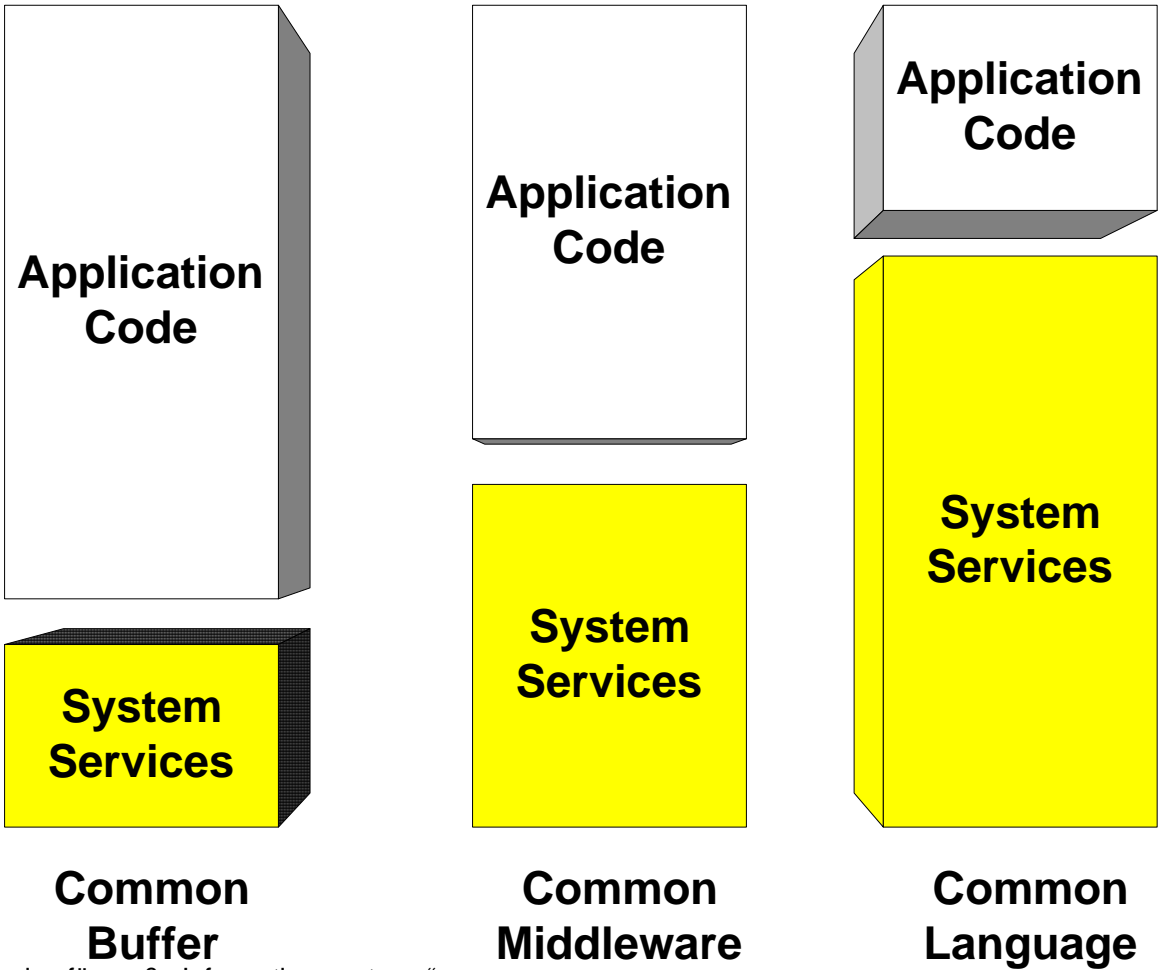 Application
Code
System
Services
Common
Buffer
Application
Code
System
Services
Common
Middleware
Application
Code
System
Services
Common
Language